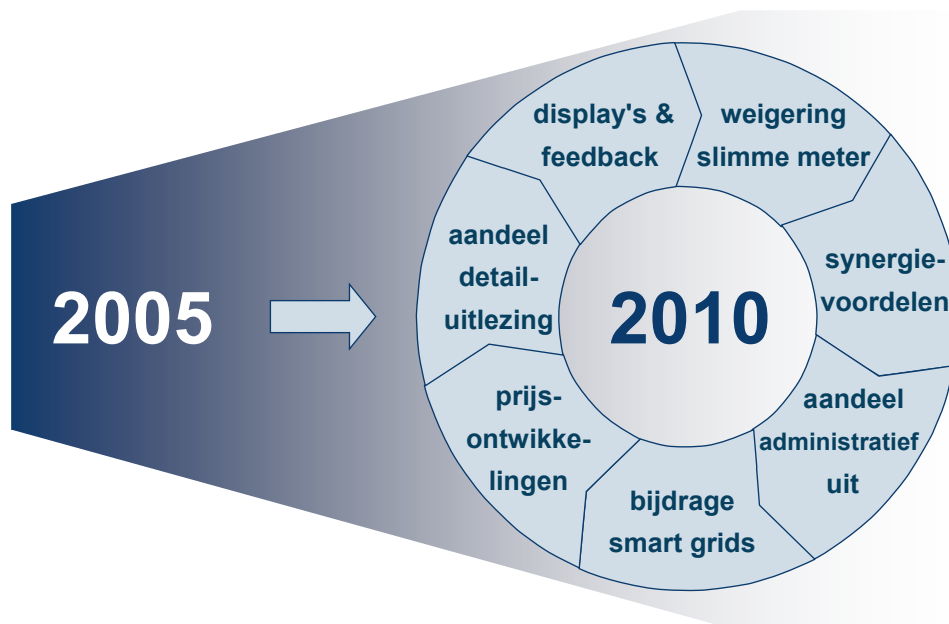 2005
2010
display's &
feedback
weigering
slimme meter
synergie-
voordelen
aandeel
administratief
uit
bijdrage
smart grids
prijs-
ontwikke-
lingen
aandeel
detail-
uitlezing